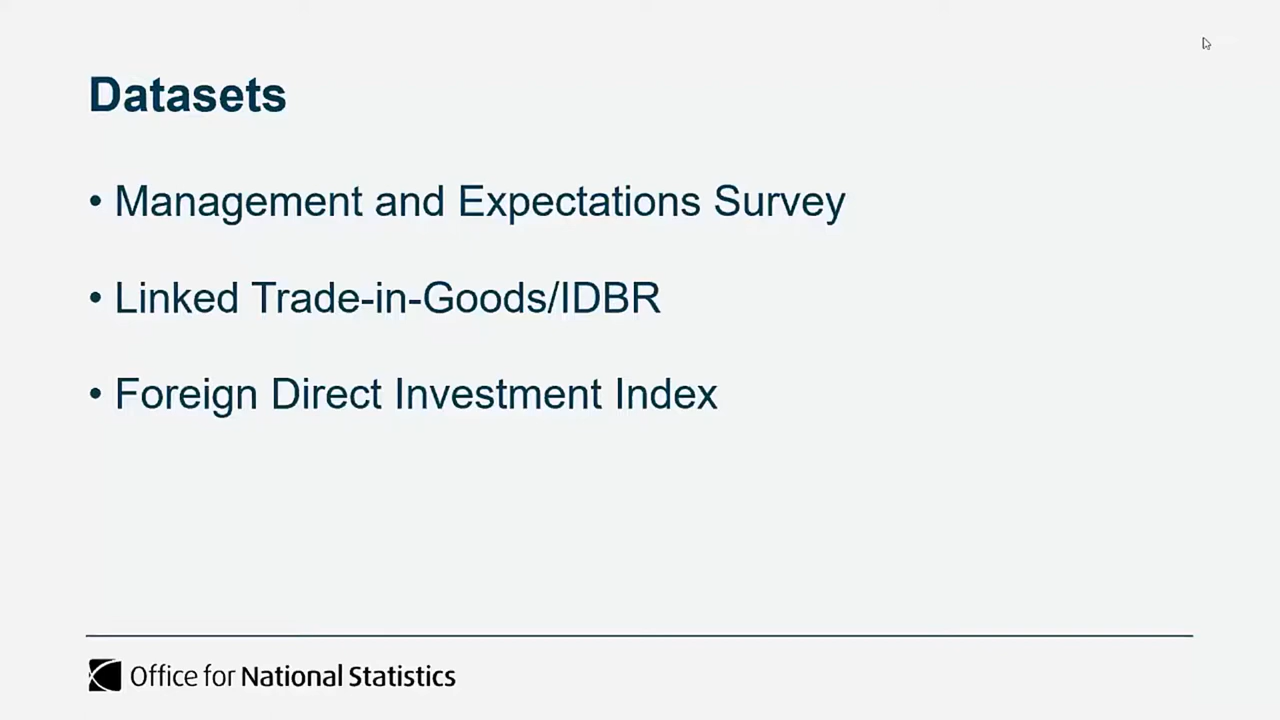 Datasets
• Management and Expectations Survey
• Linked Trade-in-Goods/IDBR
• Foreign Direct Investment Index
Office for National Statistics